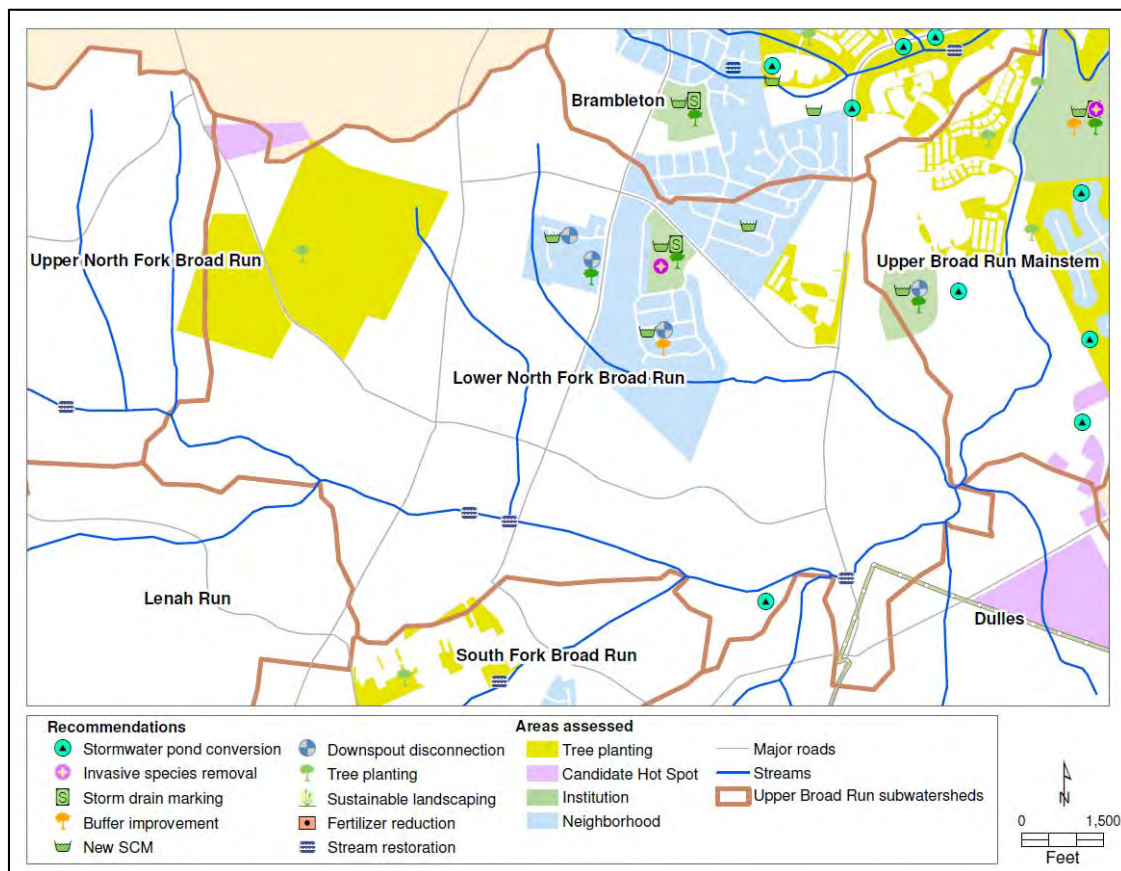 Brambleton
Upper North Fork Broad Run
Upper Broad Run Mainstem
Lower North Fork Broad Run
Lenah Run
Dulles
South Fork Broad Run
Recommendations
Stormwater pond conversion
Invasive species removal
S Storm drain marking
Buffer improvement
New SCM
Downspout disconnection
Tree planting
Sustainable landscaping
Fertilizer reduction
Stream restoration
Areas assessed
Tree planting
Candidate Hot Spot
Institution
Neighborhood
Major roads
Streams
Upper Broad Run subwatersheds
N
0 1,500
Feet